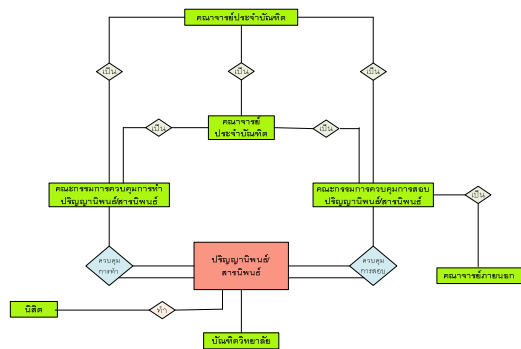 คณาจารย์ประจำบัณฑิต
เป็น
เป็น
เป็น
คณาจารย์
ประจำบัณฑิต
เป็น
เป็น
คณะกรรมการควบคุมการทำ
ปริญญานิพนธ์/สารนิพนธ์
คณะกรรมการควบคุมการสอบ
ปริญญานิพนธ์/สารนิพนธ์
เป็น
ควบคุม
การทำ
ปริญญานิพนธ์/
สารนิพนธ์
ควบคุม
การสอบ
คณาจารย์ภายนอก
นิสิต
ทำ
บัณฑิตวิทยาลัย